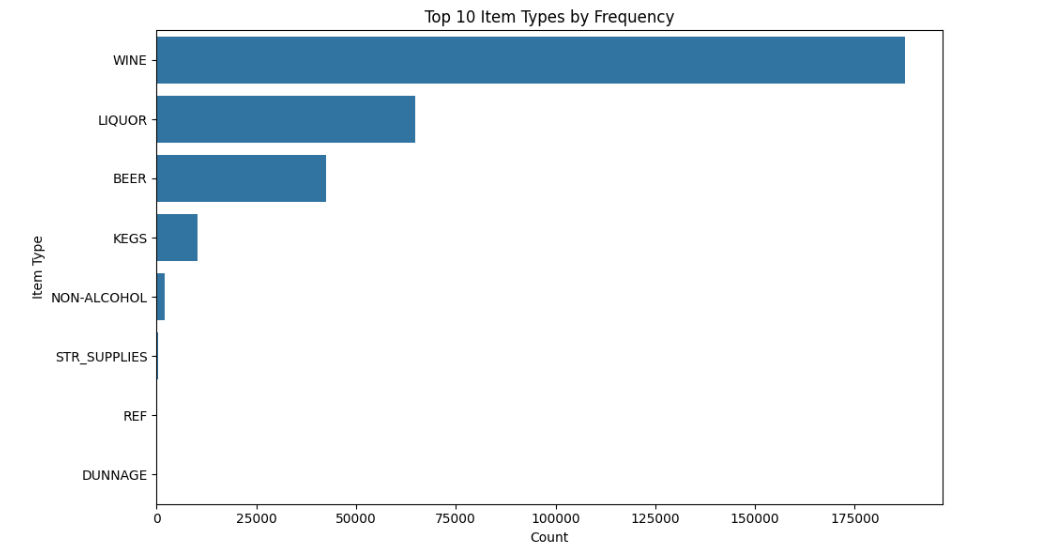 Top 10 Item Types by Frequency
Item Type
WINE
LIQUOR
BEER
KEGS
NON-ALCOHOL
STR_SUPPLIES
REF
DUNNAGE
0 25000 50000 75000 100000 125000 150000 175000
Count